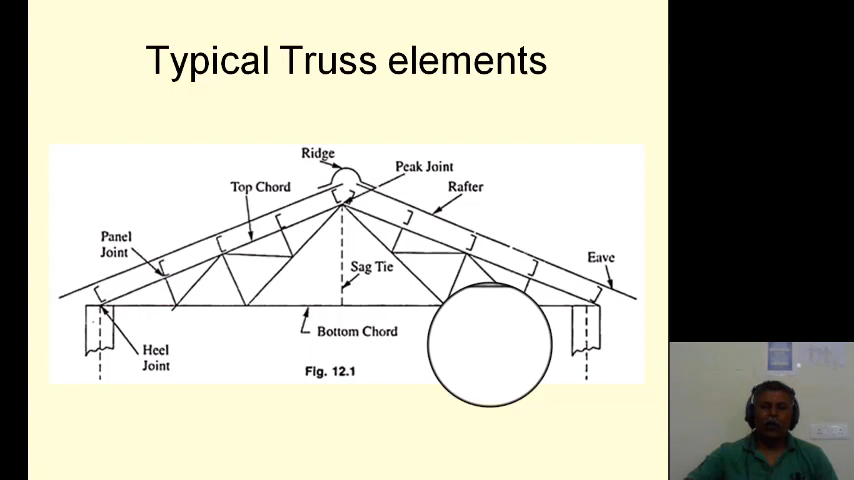 Typical Truss elements
Ridge
Peak Joint
Top Chord
Rafter
Panel
Joint
Sag Tie
Eave
Bottom Chord
Heel
Joint
Fig. 12.1